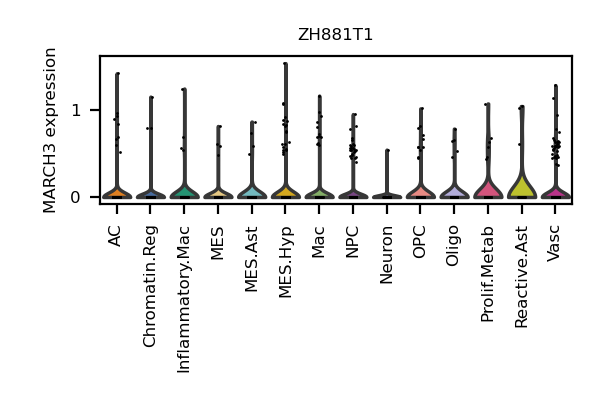 ZH881T1
MARCH3 expression
1
0
AC
Chromatin.Reg
Inflammatory.Mac
MES
MES.Ast
MES.Hyp
Mac
NPC
Neuron
OPC
Oligo
Prolif.Metab
Reactive.Ast
Vasc